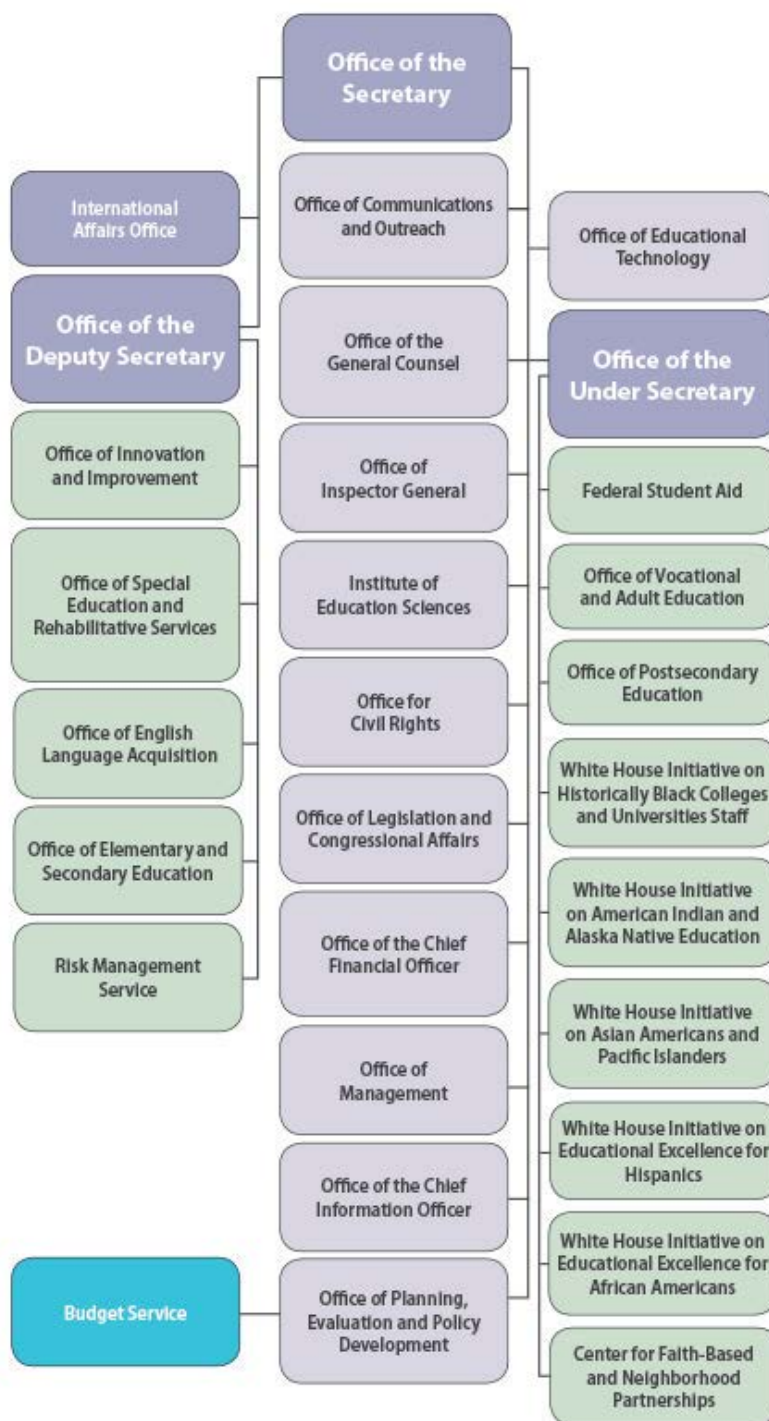 Office of the
Secretary
International
Affairs Office
Office of the
Deputy Secretary
Office of Innovation
and Improvement
Office of Special
Education and
Rehabilitative Services
Office of English
Language Acquisition
Office of Elementary and
Secondary Education
Risk Management
Service
Budget Service
Office of Communications
and Outreach
Office of the
General Counsel
Office of
Inspector General
Institute of
Education Sciences
Office for
Civil Rights
Office of Legislation and
Congressional Affairs
Office of the Chief
Financial Officer
Office of
Management
Office of the Chief
Information Officer
Office of Planning,
Evaluation and Policy
Development
Office of Educational
Technology
Office of the
Under Secretary
Federal Student Aid
Office of Vocational
and Adult Education
Office of Postsecondary
Education
White House Initiative on
Historically Black Colleges
and Universities Staff
White House Initiative
on American Indian and
Alaska Native Education
White House Initiative
on Asian Americans and
Pacific Islanders
White House Initiative on
Educational Excellence for
Hispanics
White House Initiative on
Educational Excellence for
African Americans
Center for Faith-Based
and Neighborhood
Partnerships